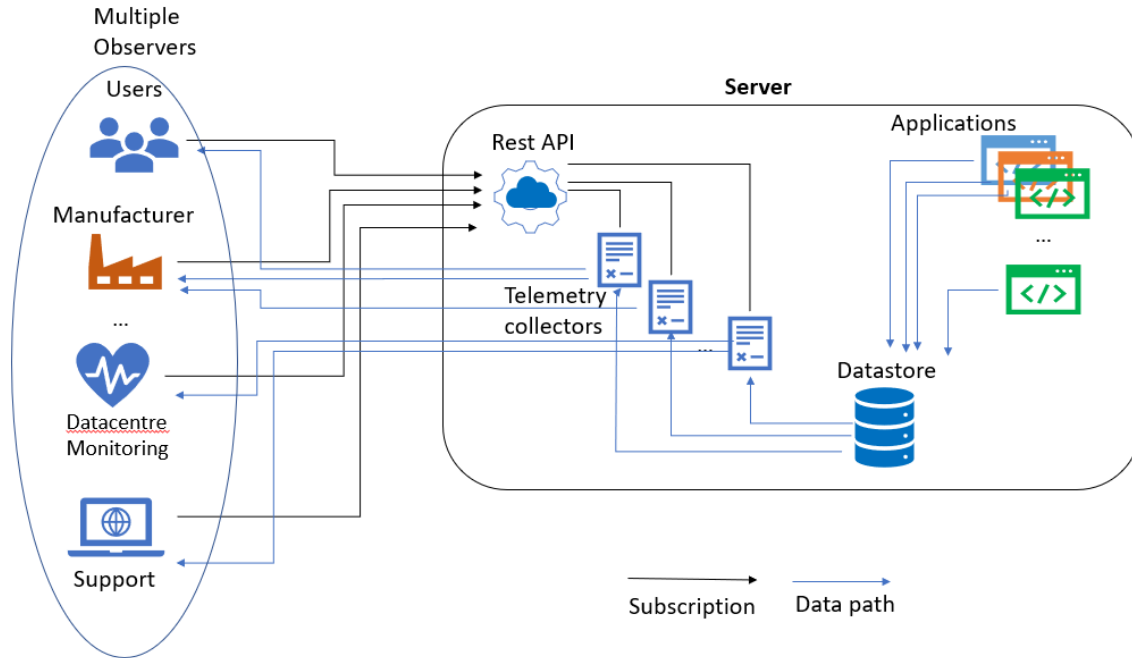 Multiple
Observers
Users
Manufacturer
...
Datacentre
Monitoring
Support
Server
Rest API
Telemetry
collectors
...
Applications
...
Datastore
Subscription
Data path